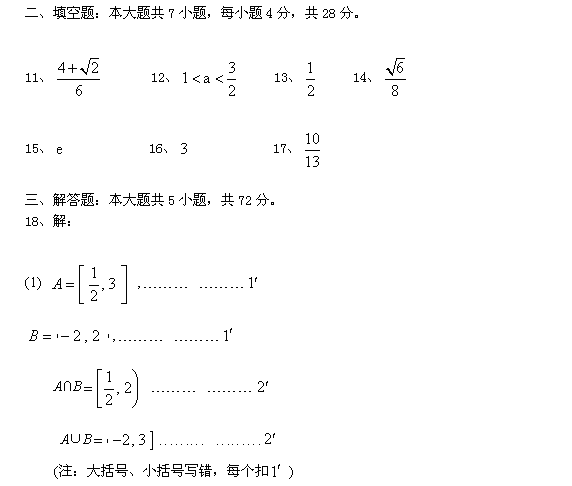 二、填空题：本大题共7小题，每小题4分，共28分。
11、(4+√2)/6 12、1<a<3/2 13、1/2 14、√6/8
15、e 16、3 17、10/13
三、解答题：本大题共5小题，共72分。
18、解：
(1) A=[1/2,3] ,……… ………1′
B=(-2,2),……… ………1′
A∩B=[1/2,2) ……… ………2′
A∪B=(-2,3]……… ………2′
(注：大括号、小括号写错，每个扣1′ )